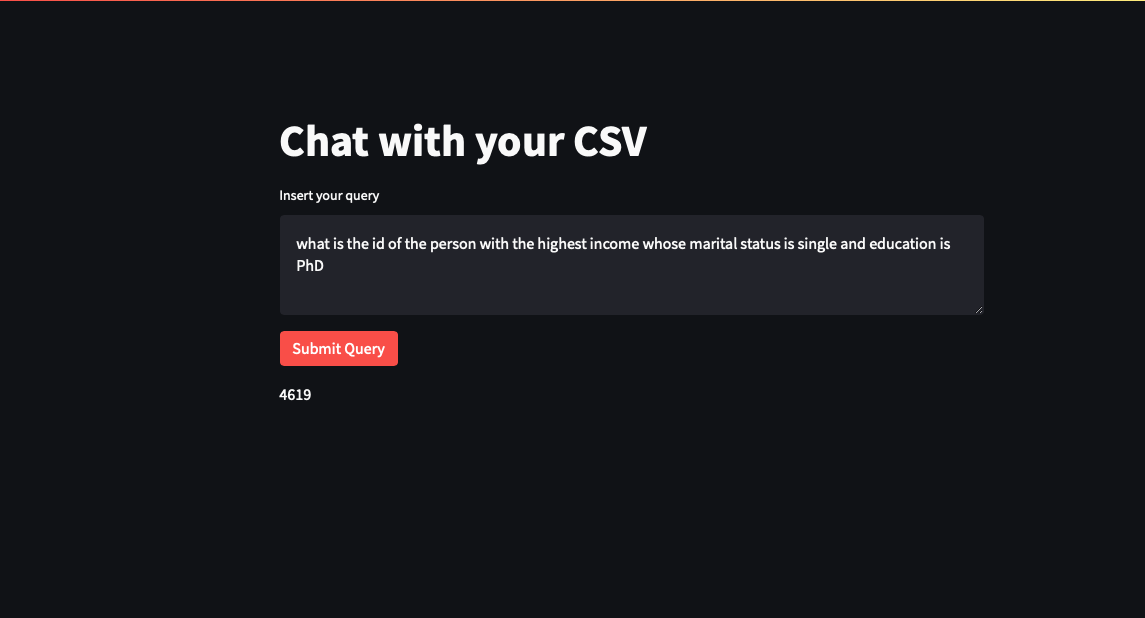 Chat with your CSV
Insert your query
what is the id of the person with the highest income whose marital status is single and education is
PhD
Submit Query
4619